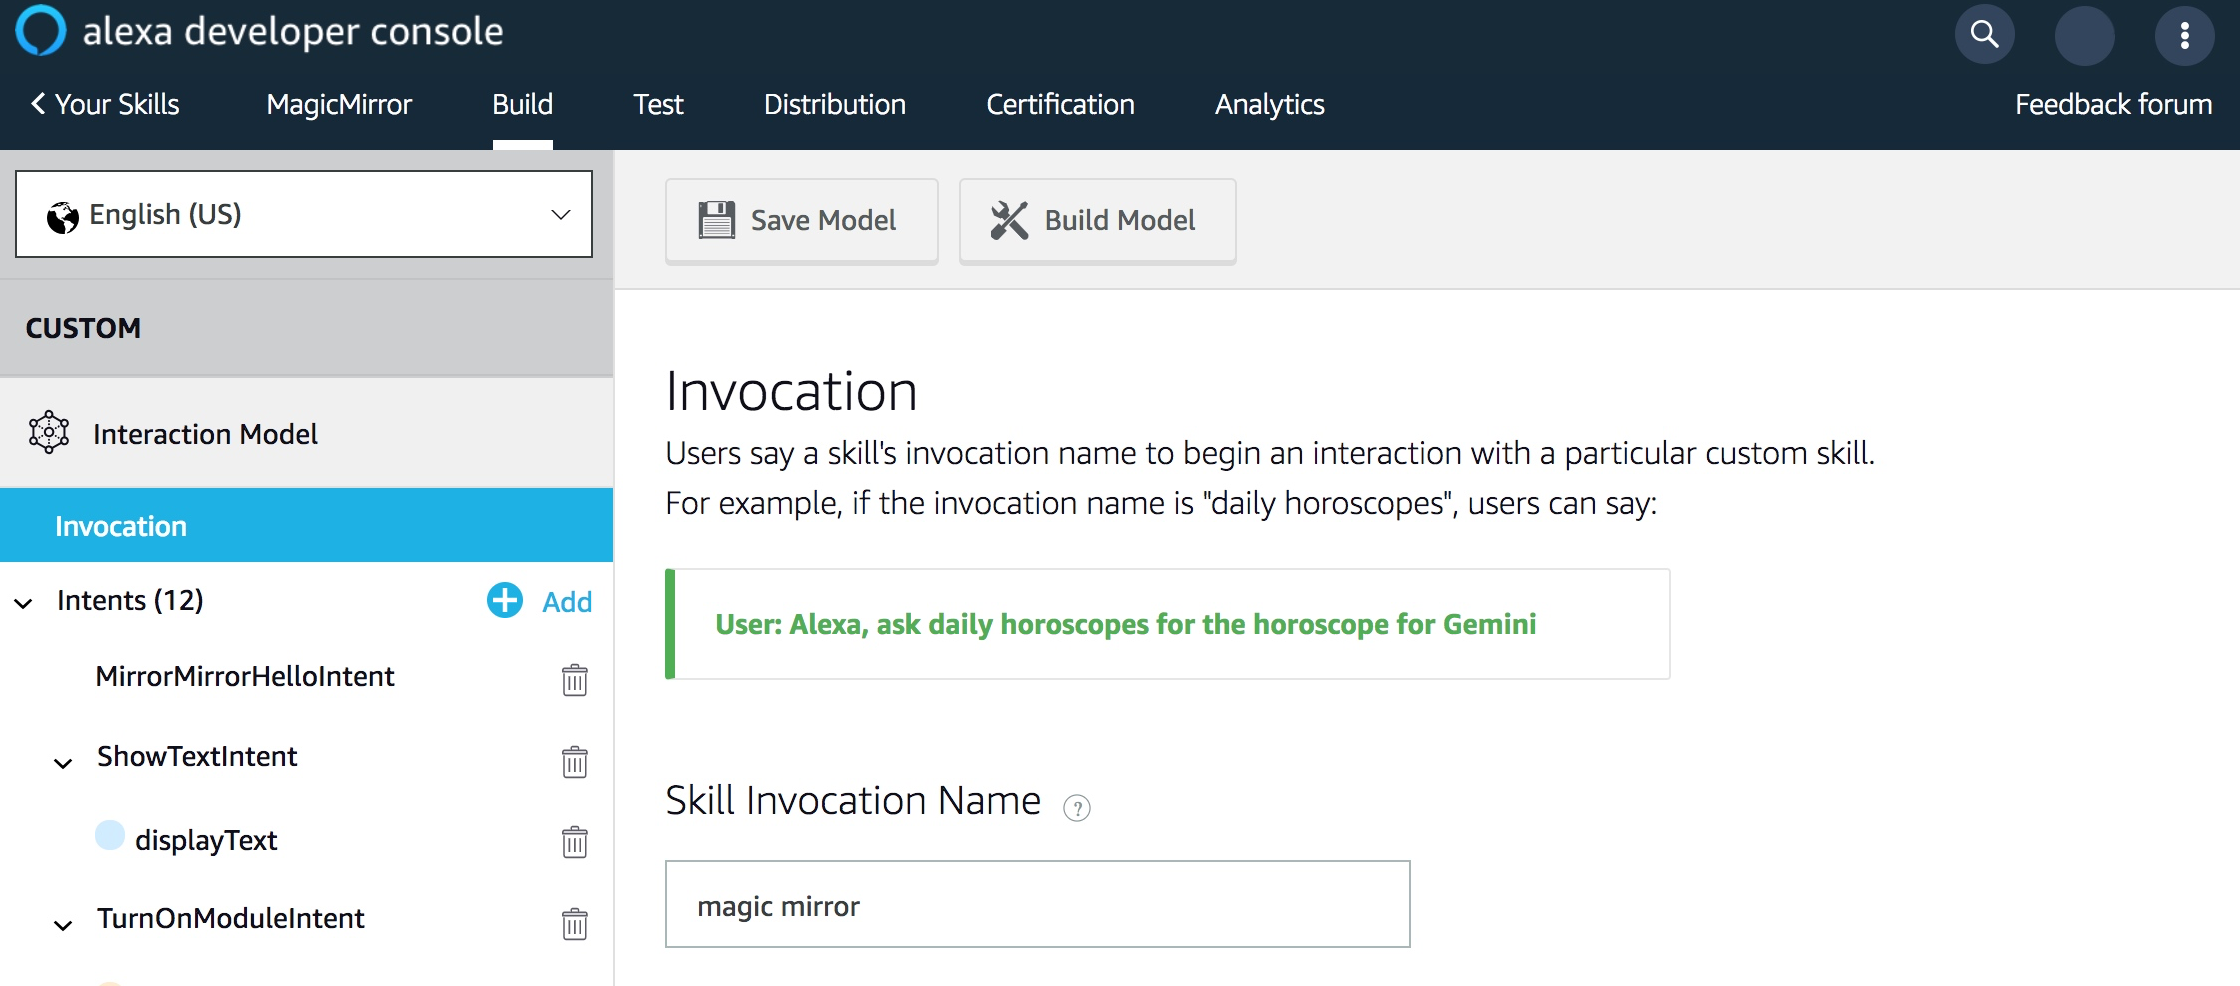 alexa developer console
Your Skills MagicMirror Build Test Distribution Certification Analytics Feedback forum
English (US)
Save Model Build Model
CUSTOM
Interaction Model
Invocation
Intents (12) Add
MirrorMirrorHelloIntent
ShowTextIntent
displayText
TurnOnModuleIntent
Invocation
Users say a skill's invocation name to begin an interaction with a particular custom skill.
For example, if the invocation name is "daily horoscopes", users can say:
User: Alexa, ask daily horoscopes for the horoscope for Gemini
Skill Invocation Name ?
magic mirror